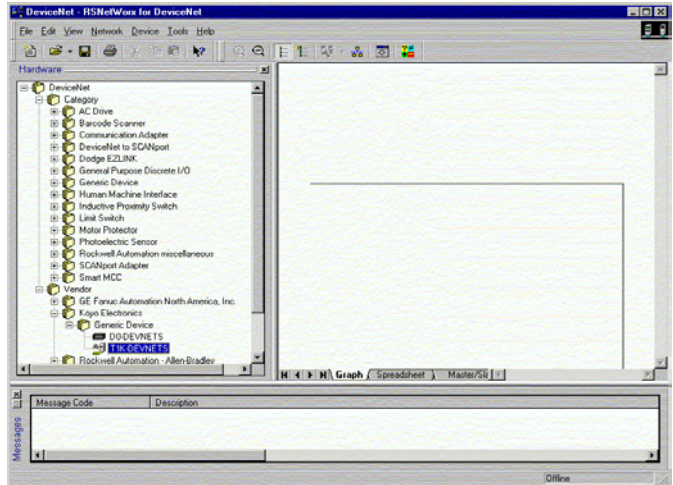 DeviceNet - RSNetWorx for DeviceNet
File Edit View Network Device Tools Help
Hardware
DeviceNet
Category
AC Drive
Barcode Scanner
Communication Adapter
DeviceNet to SCANport
Dodge EZLINK
General Purpose Discrete I/O
Generic Device
Human Machine Interface
Inductive Proximity Switch
Limit Switch
Motor Protector
Photoelectric Sensor
Rockwell Automation miscellaneous
SCANport Adapter
Smart MCC
Vendor
GE Fanuc Automation North America, Inc.
Koyo Electronics
Generic Device
D0-DEVNETS
T1K-DEVNETS
Rockwell Automation - Allen-Bradley
Graph Spreadsheet Master/Sla
Message Code Description
Messages
Offline